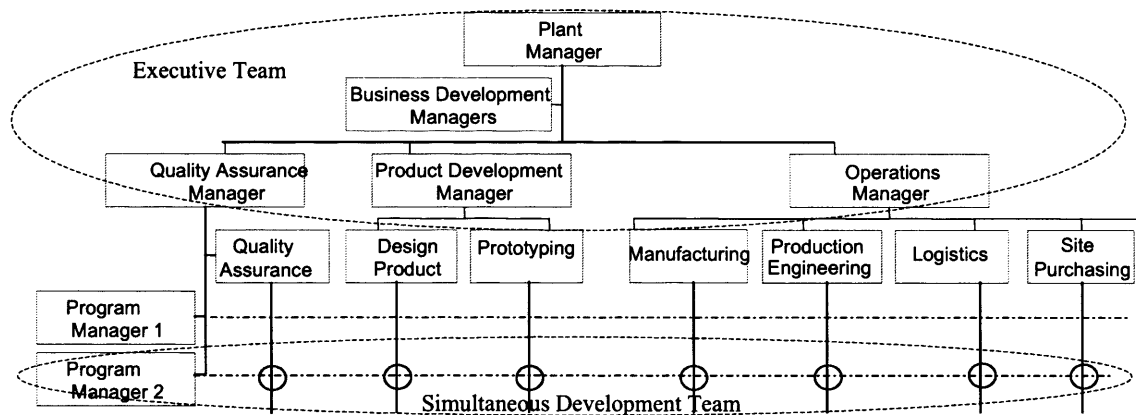 Plant
Manager
Executive Team
Business Development
Managers
Quality Assurance
Manager
Product Development
Manager
Operations
Manager
Quality
Assurance
Design
Product
Prototyping
Manufacturing
Production
Engineering
Logistics
Site
Purchasing
Program
Manager 1
Program
Manager 2
Simultaneous Development Team